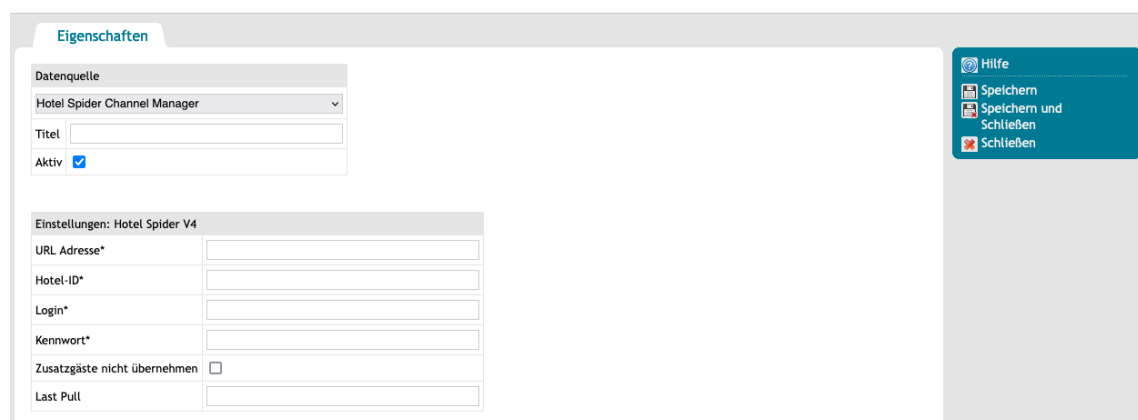 Eigenschaften
Datenquelle
Hotel Spider Channel Manager
Titel
Aktiv
Einstellungen: Hotel Spider V4
URL Adresse*
Hotel-ID*
Login*
Kennwort*
Zusatzgäste nicht übernehmen
Last Pull
Hilfe
Speichern
Speichern und
Schließen
Schließen